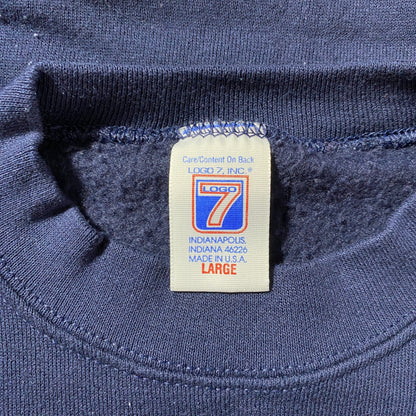 Care/Content On Back
LOGO 7, INC.®
LOGO
7
INDIANAPOLIS,
INDIANA 46226
MADE IN U.S.A.
LARGE